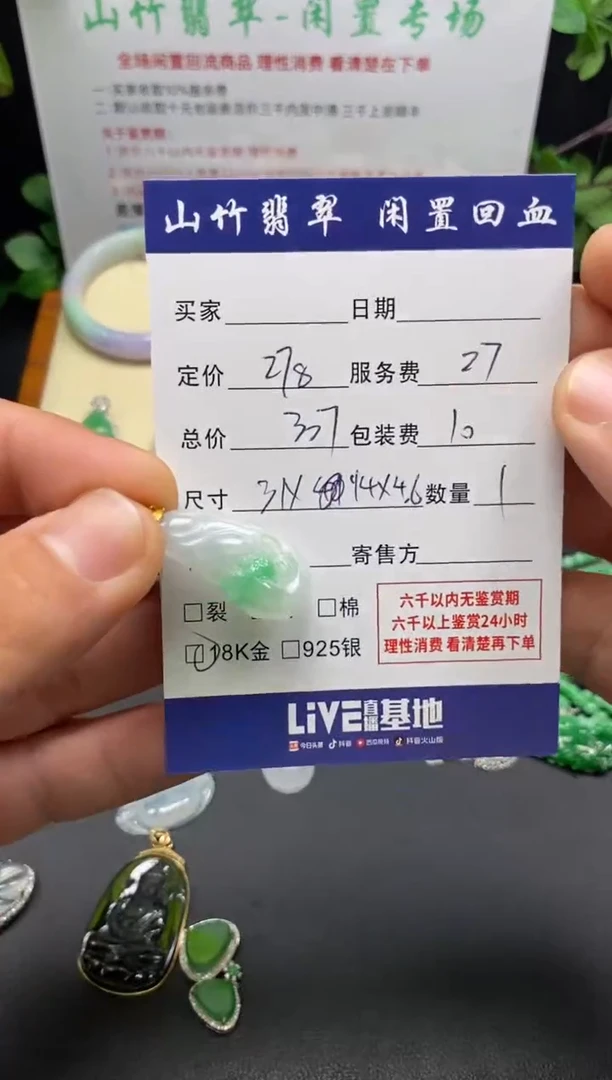 山竹翡翠-闲置专场
全场闲置回流商品 理性消费 看清楚在下单
山竹翡翠 闲置回血
买家 日期
定价 278 服务费 27
总价 307 包装费 10
尺寸 31X 14X4.6 数量 1
寄售方
□裂 □棉
六千以内无鉴赏期
六千以上鉴赏24小时
理性消费 看清楚再下单
□18K金 □925银
LiVE直播基地
今日头条 抖音 西瓜视频 抖音火山版